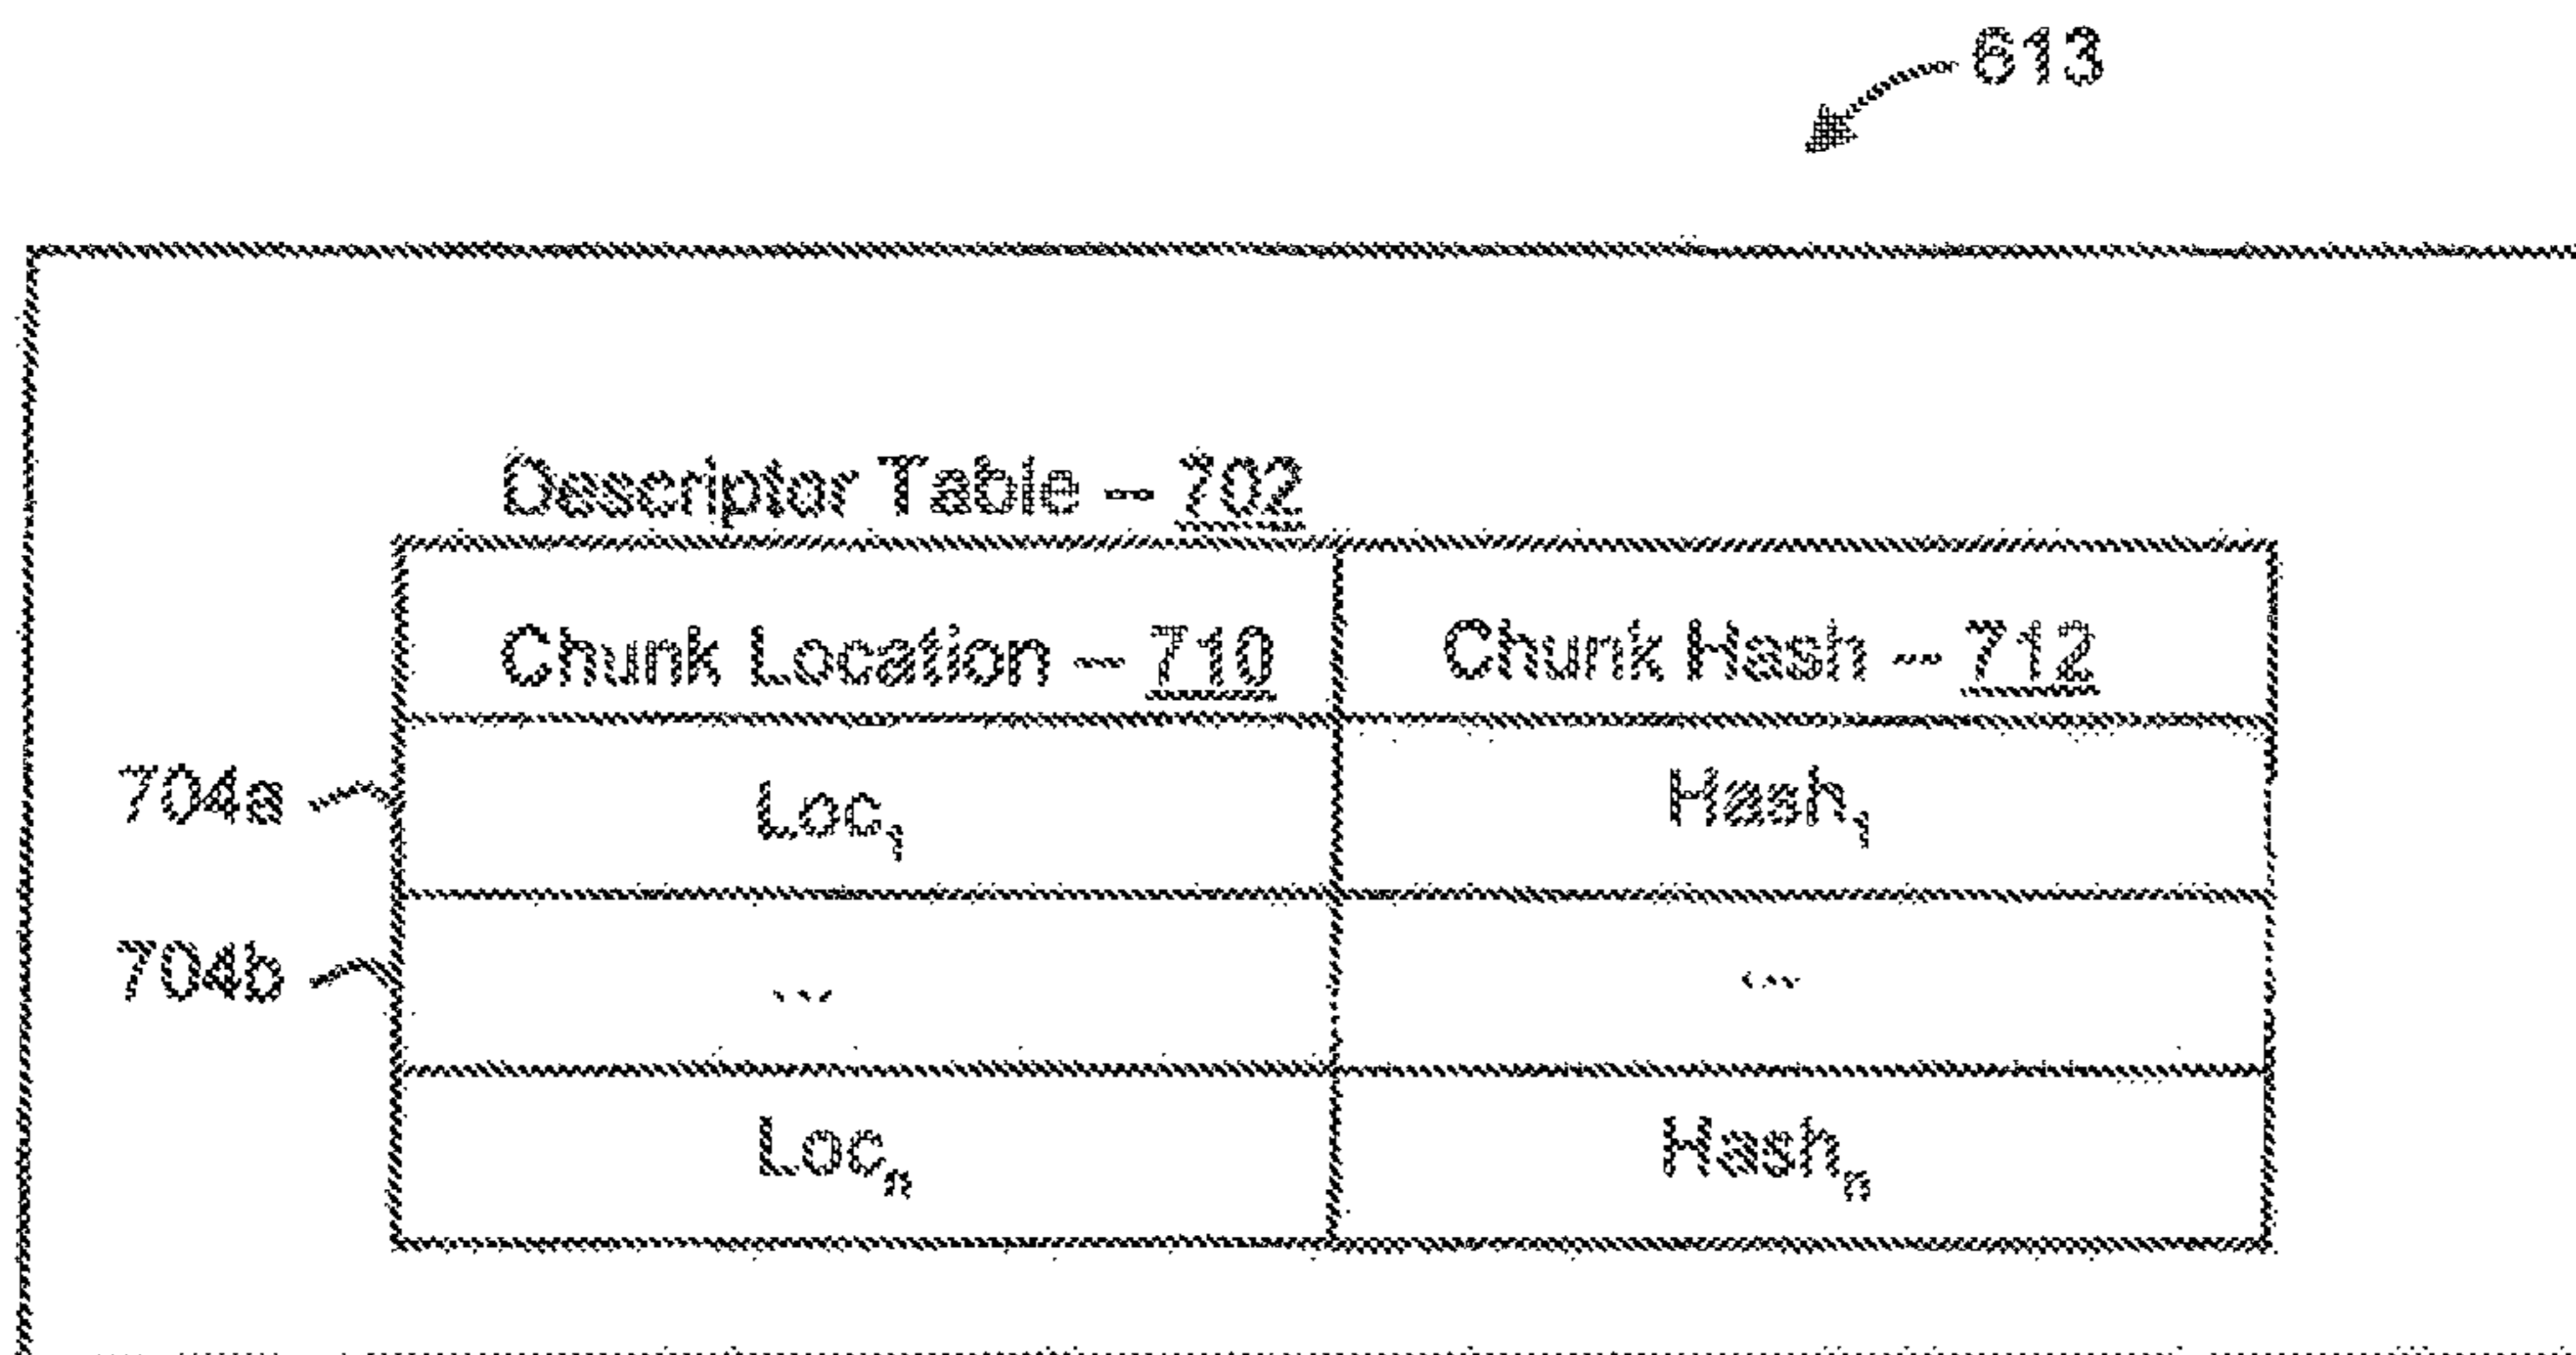 613
Descriptor Table -- 702
Chunk Location -- 710 Chunk Hash -- 712
704a Loc1 Hash1
704b ... ...
Locn Hashn